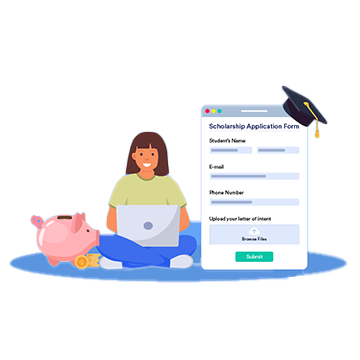 Scholarship Application Form
Student's Name
E-mail
Phone Number
Upload your letter of intent
Browse Files
Submit